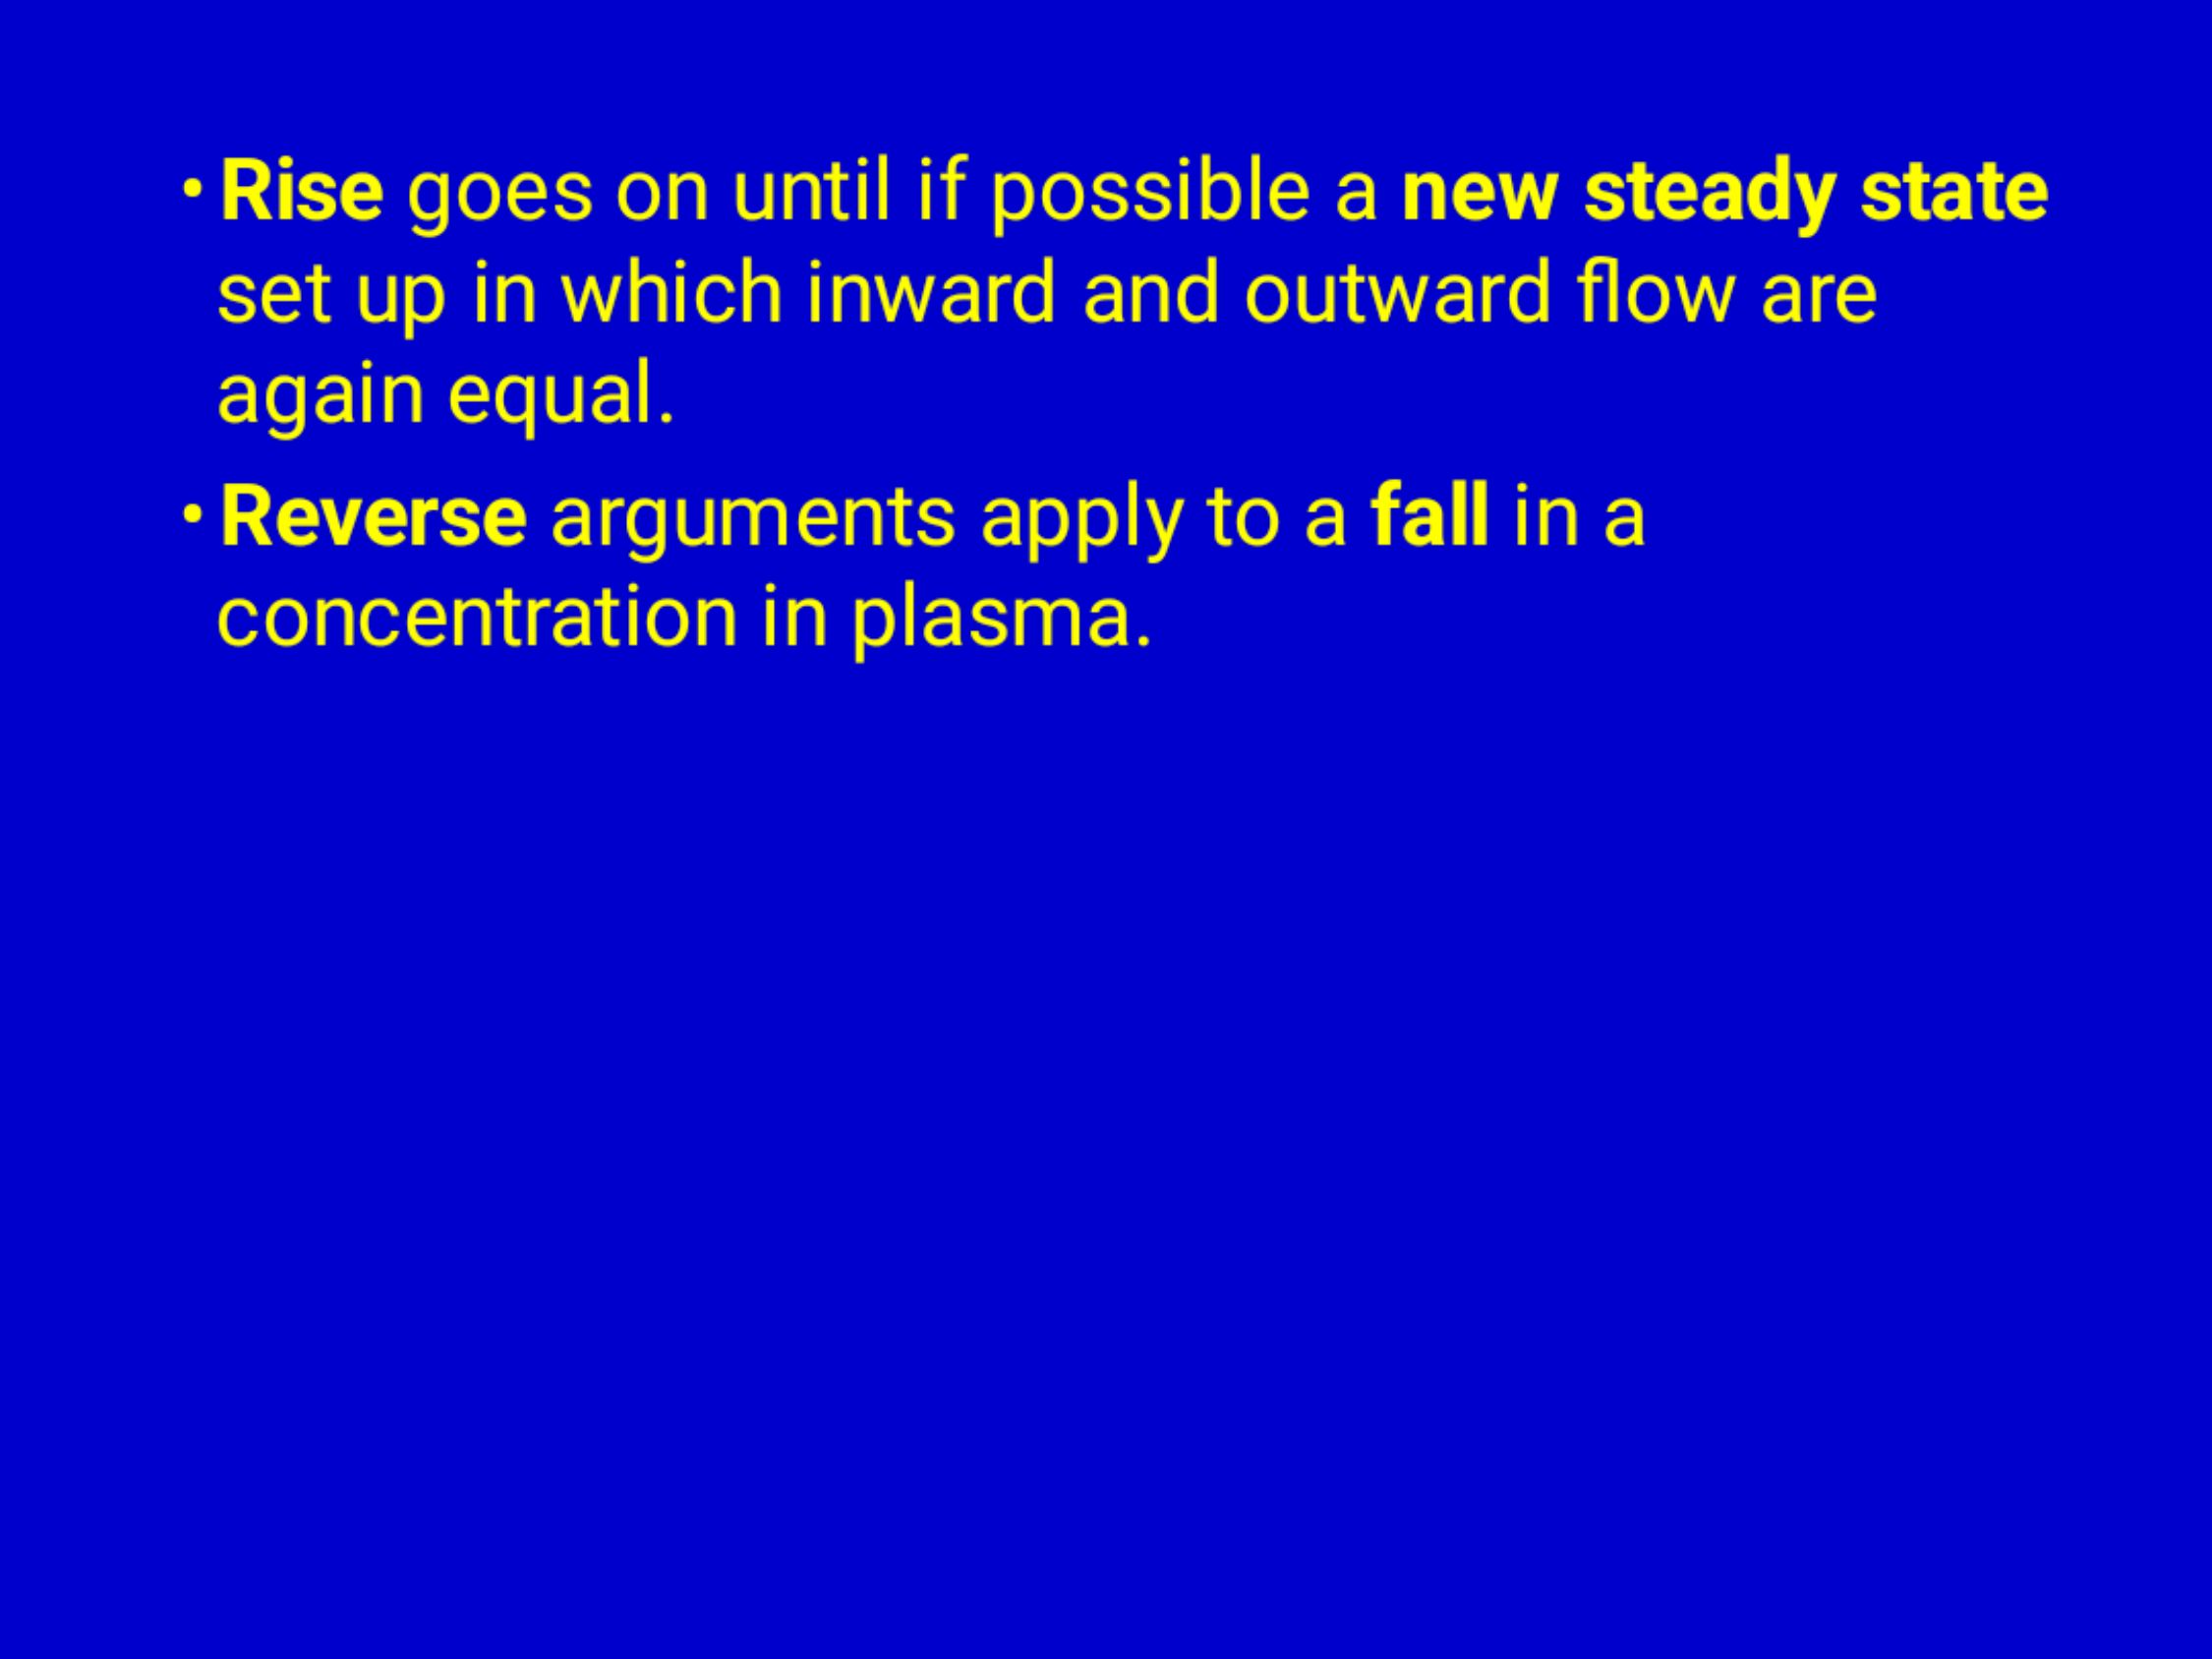 • Rise goes on until if possible a new steady state
set up in which inward and outward flow are
again equal.
• Reverse arguments apply to a fall in a
concentration in plasma.